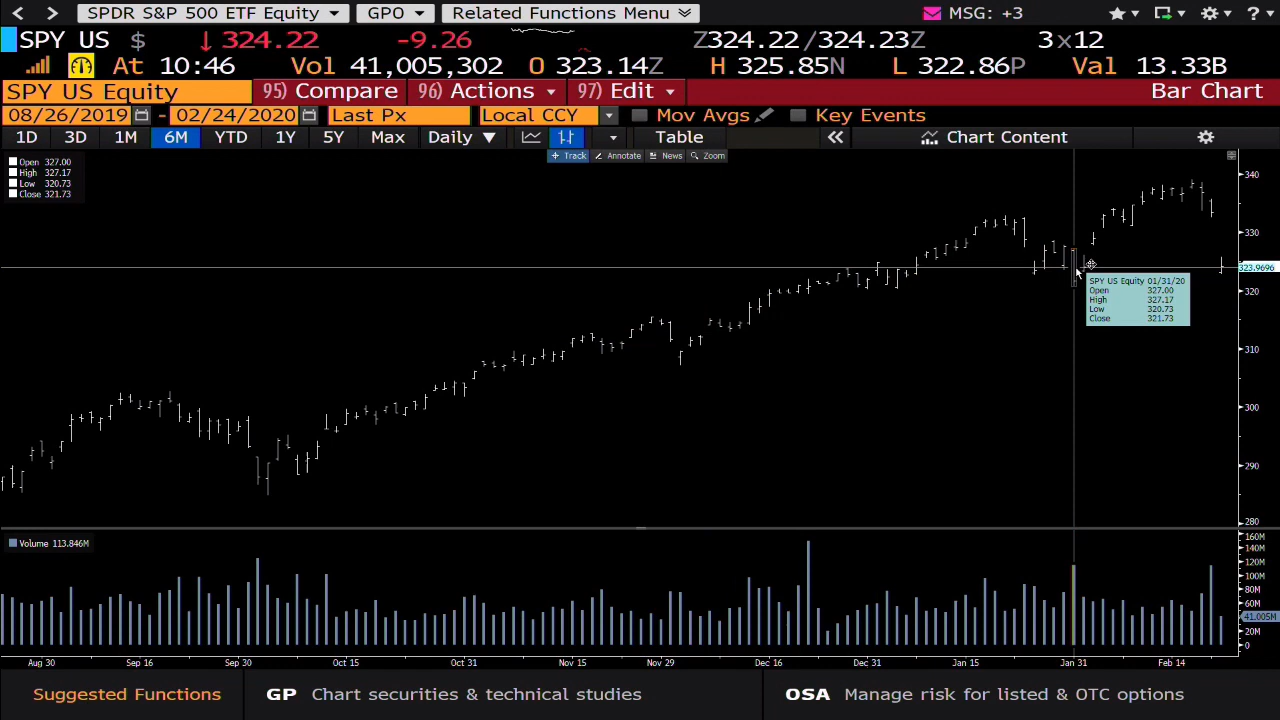 SPDR S&P 500 ETF Equity GPO Related Functions Menu MSG: +3 ?
SPY US $ ↓ 324.22 -9.26 Z324.22/324.23Z 3x12
At 10:46 Vol 41,005,302 O 323.14Z H 325.85N L 322.86P Val 13.33B
SPY US Equity 95) Compare 96) Actions 97) Edit Bar Chart
08/26/2019 - 02/24/2020 Last Px Local CCY Mov Avgs Key Events
1D 3D 1M 6M YTD 1Y 5Y Max Daily ▼ Table « Chart Content
Track Annotate News Zoom
Open 327.00
High 327.17
Low 320.73
Close 321.73
340
330
323.9696
320
310
300
290
280
SPY US Equity 01/31/20
Open 327.00
High 327.17
Low 320.73
Close 321.73
Volume 113.846M
160M
140M
120M
100M
80M
60M
41.005M
20M
0
Aug 30 Sep 16 Sep 30 Oct 15 Oct 31 Nov 15 Nov 29 Dec 16 Dec 31 Jan 15 Jan 31 Feb 14
Suggested Functions GP Chart securities & technical studies OSA Manage risk for listed & OTC options